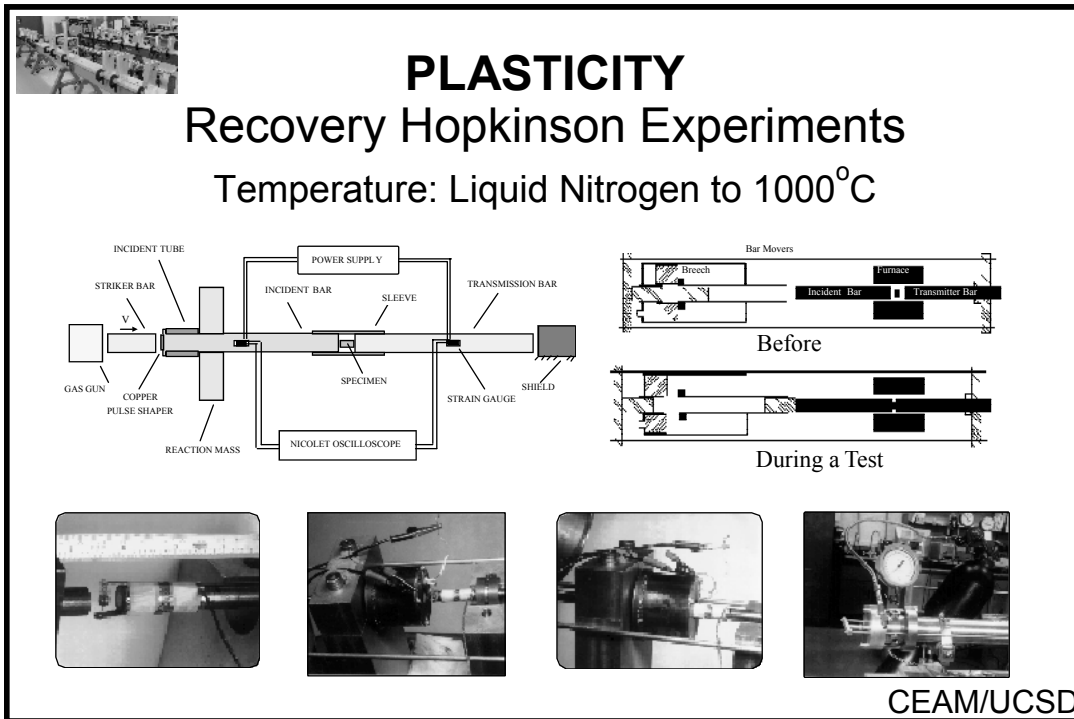 PLASTICITY
Recovery Hopkinson Experiments
Temperature: Liquid Nitrogen to 1000°C
INCIDENT TUBE
STRIKER BAR
V
POWER SUPPLY
INCIDENT BAR
SLEEVE
TRANSMISSION BAR
GAS GUN
COPPER
PULSE SHAPER
REACTION MASS
SPECIMEN
STRAIN GAUGE
SHIELD
NICOLET OSCILLOSCOPE
Bar Movers
Breech
Furnace
Incident Bar
Transmitter Bar
Before
During a Test
CEAM/UCSD